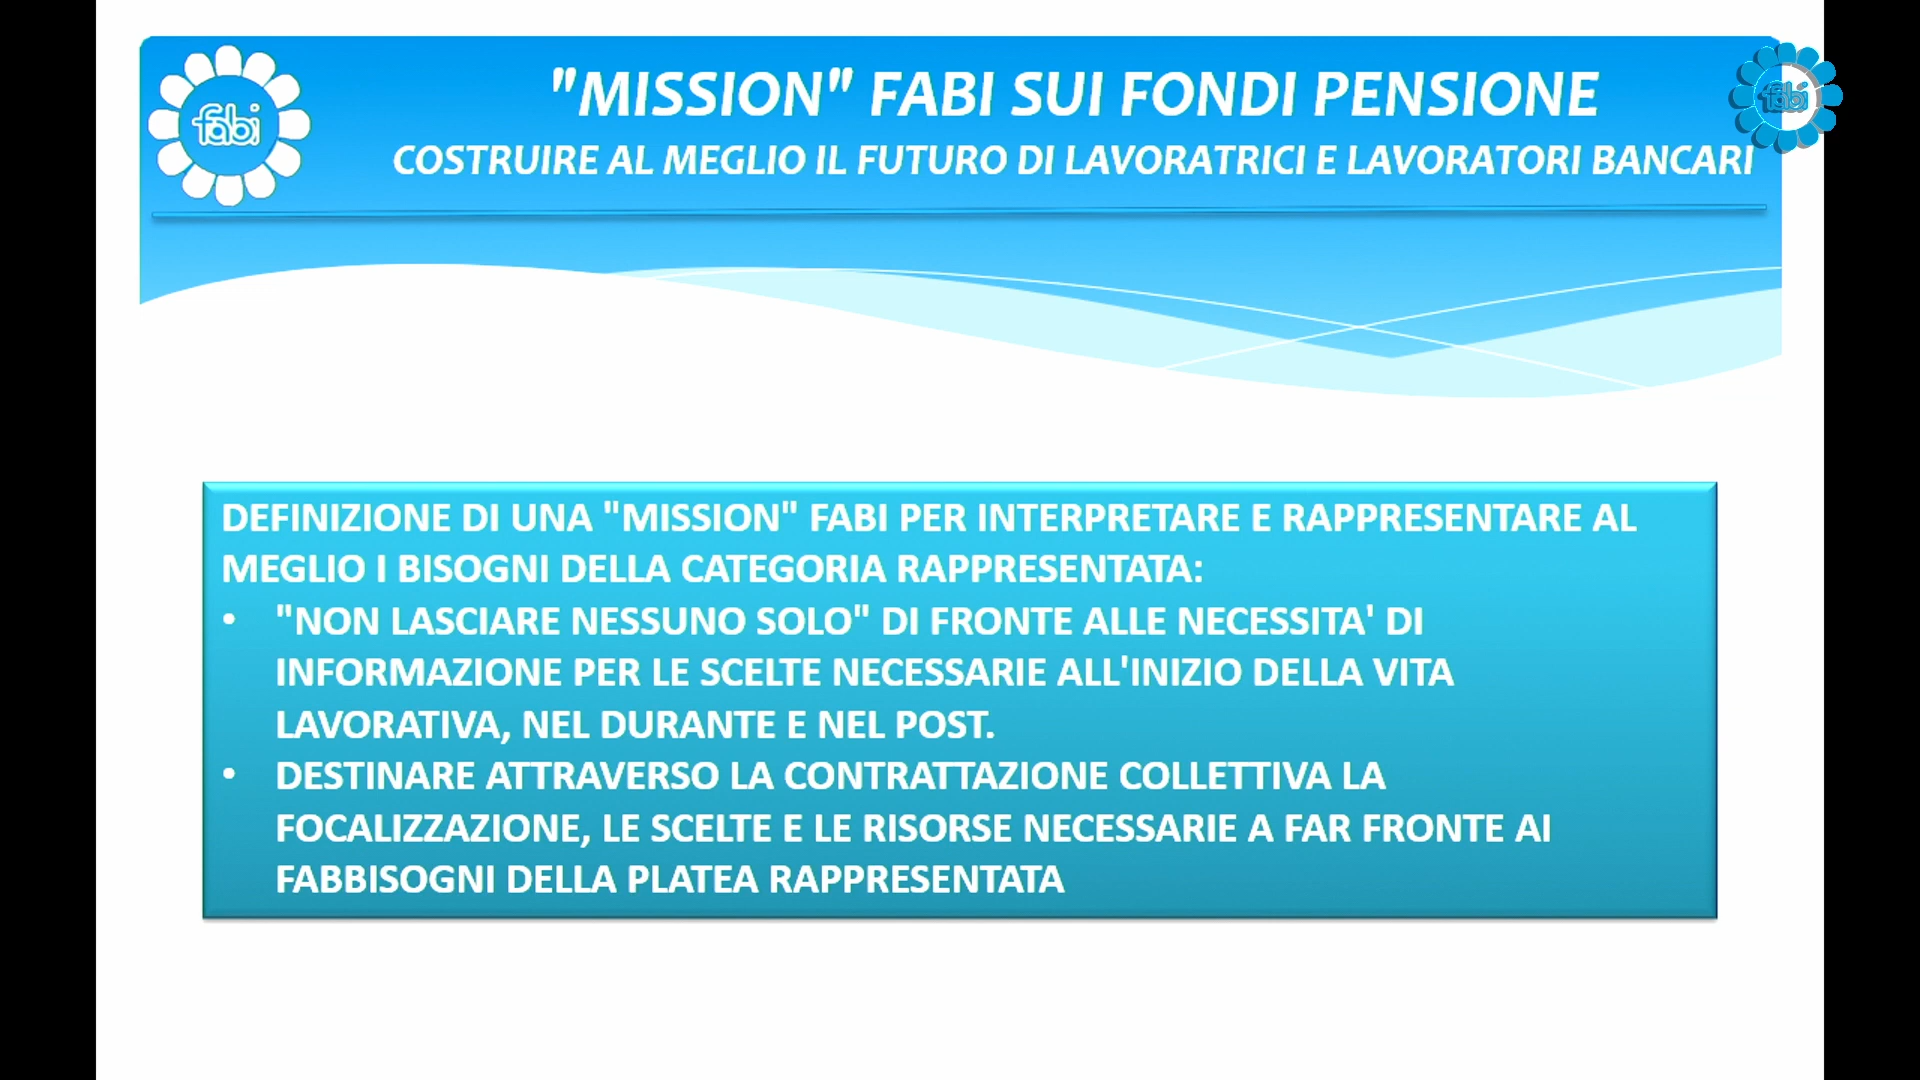 fabi
"MISSION" FABI SUI FONDI PENSIONE
fabi
COSTRUIRE AL MEGLIO IL FUTURO DI LAVORATRICI E LAVORATORI BANCARI
DEFINIZIONE DI UNA "MISSION" FABI PER INTERPRETARE E RAPPRESENTARE AL
MEGLIO I BISOGNI DELLA CATEGORIA RAPPRESENTATA:
• "NON LASCIARE NESSUNO SOLO" DI FRONTE ALLE NECESSITA' DI
INFORMAZIONE PER LE SCELTE NECESSARIE ALL'INIZIO DELLA VITA
LAVORATIVA, NEL DURANTE E NEL POST.
• DESTINARE ATTRAVERSO LA CONTRATTAZIONE COLLETTIVA LA
FOCALIZZAZIONE, LE SCELTE E LE RISORSE NECESSARIE A FAR FRONTE AI
FABBISOGNI DELLA PLATEA RAPPRESENTATA